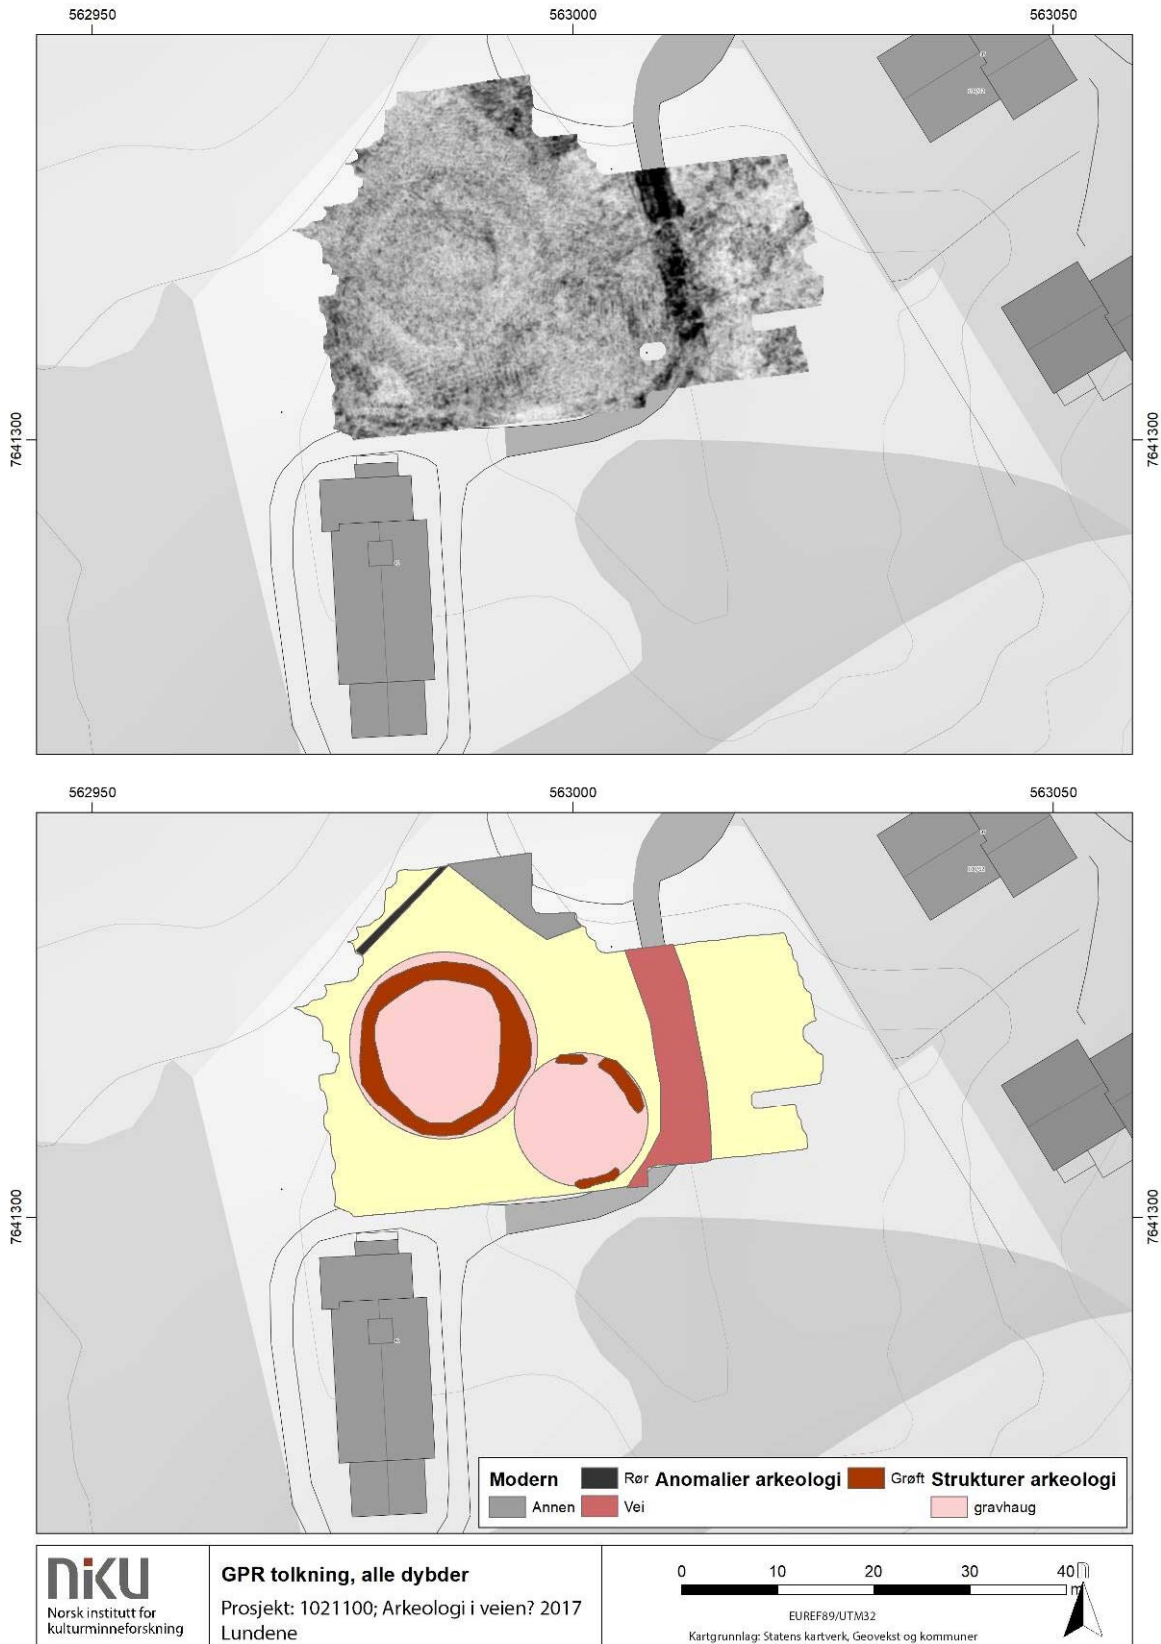 562950 563000 563050
7641300 7641300
562950 563000 563050
7641300 7641300
Modern Rør Anomalier arkeologi Grøft Strukturer arkeologi
Annen Vei gravhaug
niku
Norsk institutt for
kulturminneforskning
GPR tolkning, alle dybder
Prosjekt: 1021100; Arkeologi i veien? 2017
Lundene
0 10 20 30 40
m
n
EUREF89/UTM32
Kartgrunnlag: Statens kartverk, Geovekst og kommuner